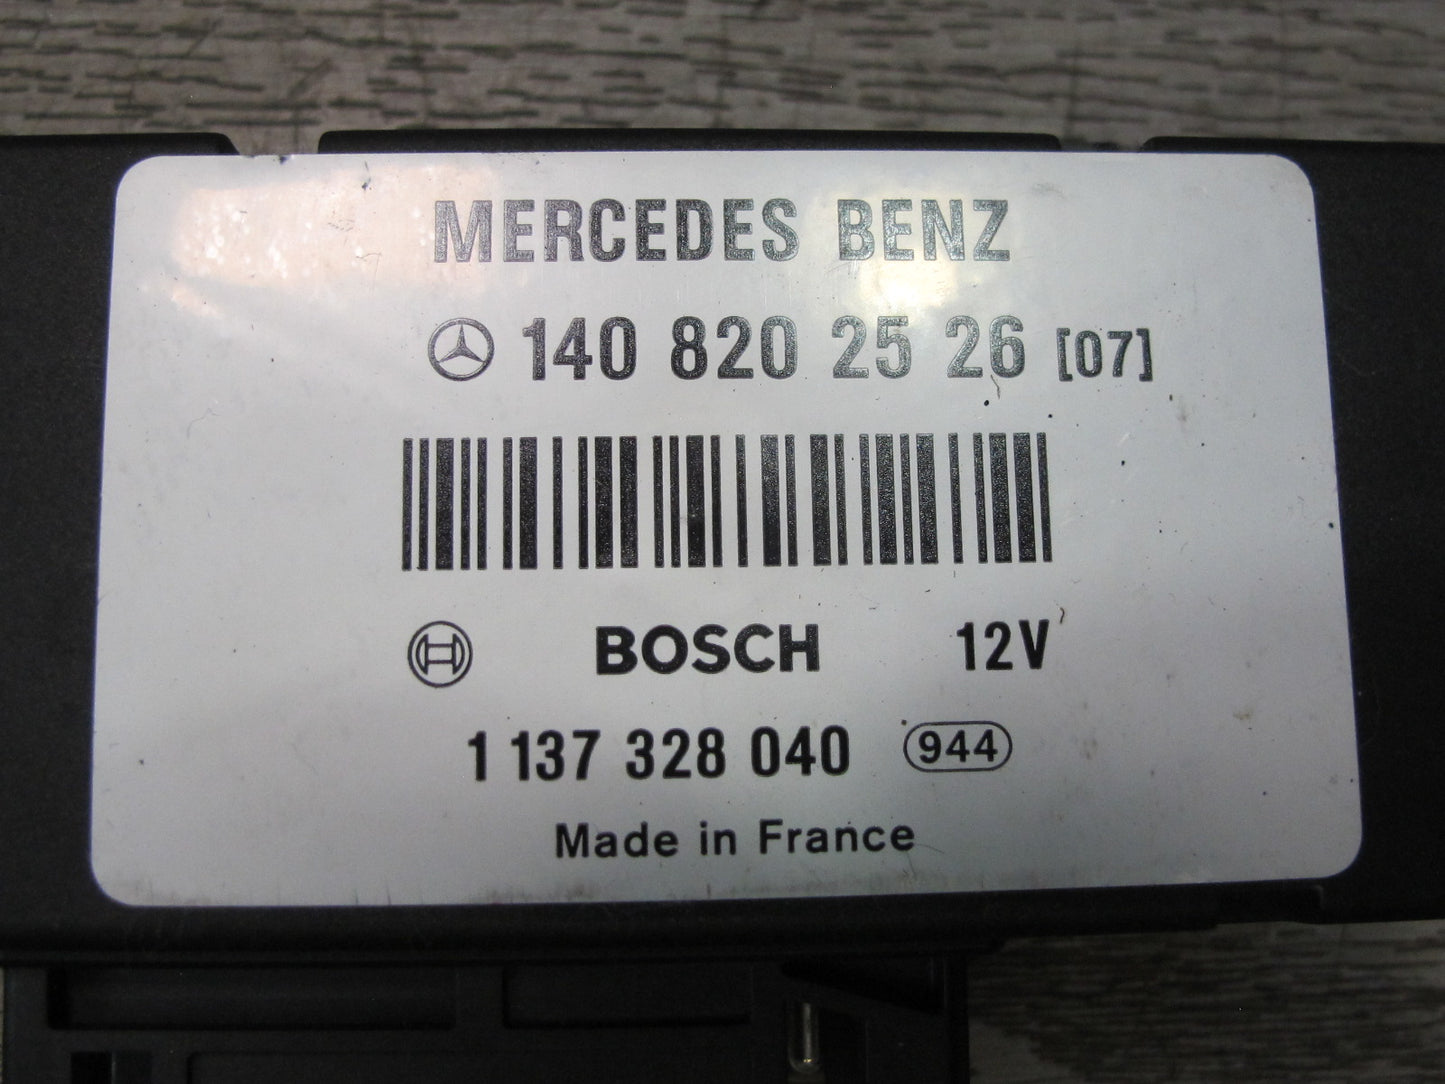 MERCEDES BENZ
140 820 25 26 [07]
BOSCH 12V
1 137 328 040 944
Made in France